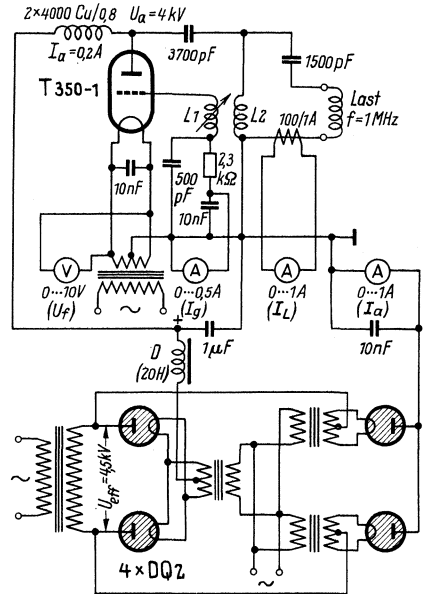 2×4000 Cu/0,8
Ua=4kV
Ia=0,2A
3700pF
1500pF
T350-1
L1
L2
100/1A
Last
f=1MHz
10nF
500
pF
2,3
kΩ
10nF
V
A
A
A
0...10V
(Uf)
~
0...0,5A
(Ig)
0...1A
(IL)
0...1A
(Ia)
+
1µF
10nF
D
(20H)
~
Ueff=4,5kV
4×DQ2
~